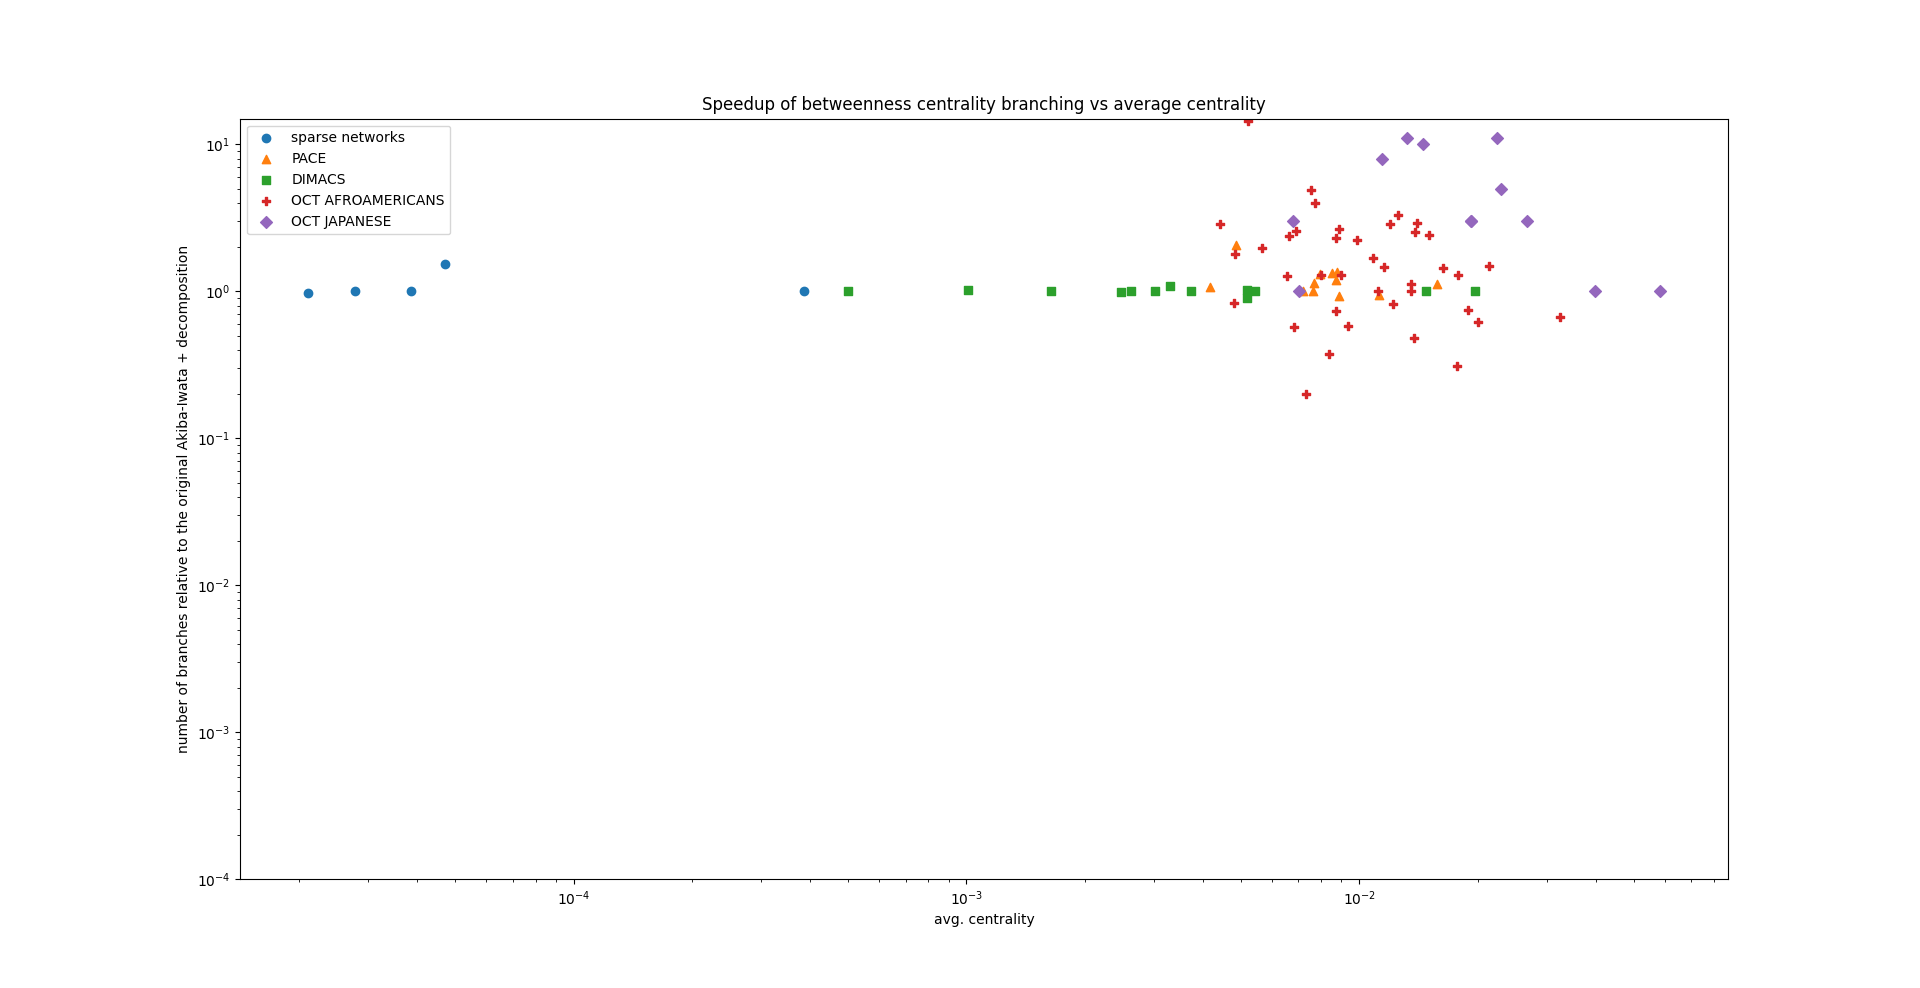 Speedup of betweenness centrality branching vs average centrality
sparse networks
PACE
DIMACS
OCT AFROAMERICANS
OCT JAPANESE
number of branches relative to the original Akiba-Iwata + decomposition
10¹
10⁰
10⁻¹
10⁻²
10⁻³
10⁻⁴
10⁻⁴ 10⁻³ 10⁻²
avg. centrality